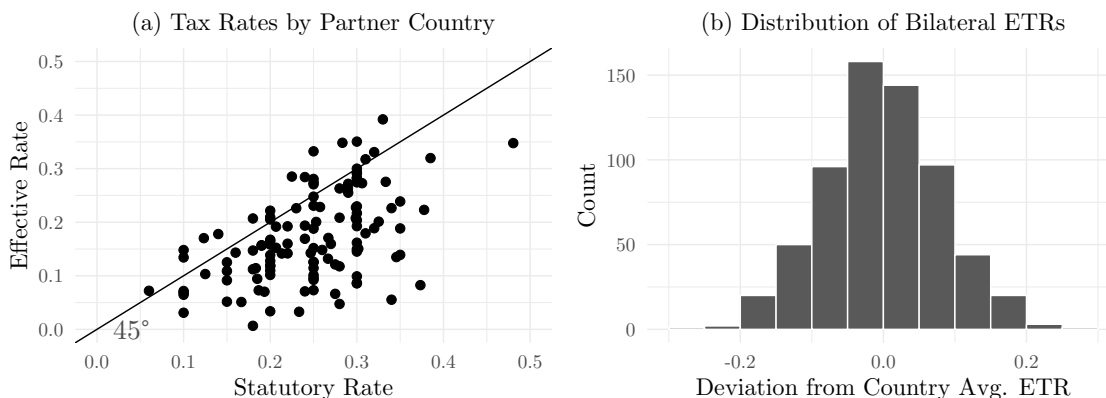 (a) Tax Rates by Partner Country
0.5
0.4
0.3
0.2
0.1
0.0
Effective Rate
45°
0.0 0.1 0.2 0.3 0.4 0.5
Statutory Rate
(b) Distribution of Bilateral ETRs
150
100
50
0
Count
-0.2 0.0 0.2
Deviation from Country Avg. ETR